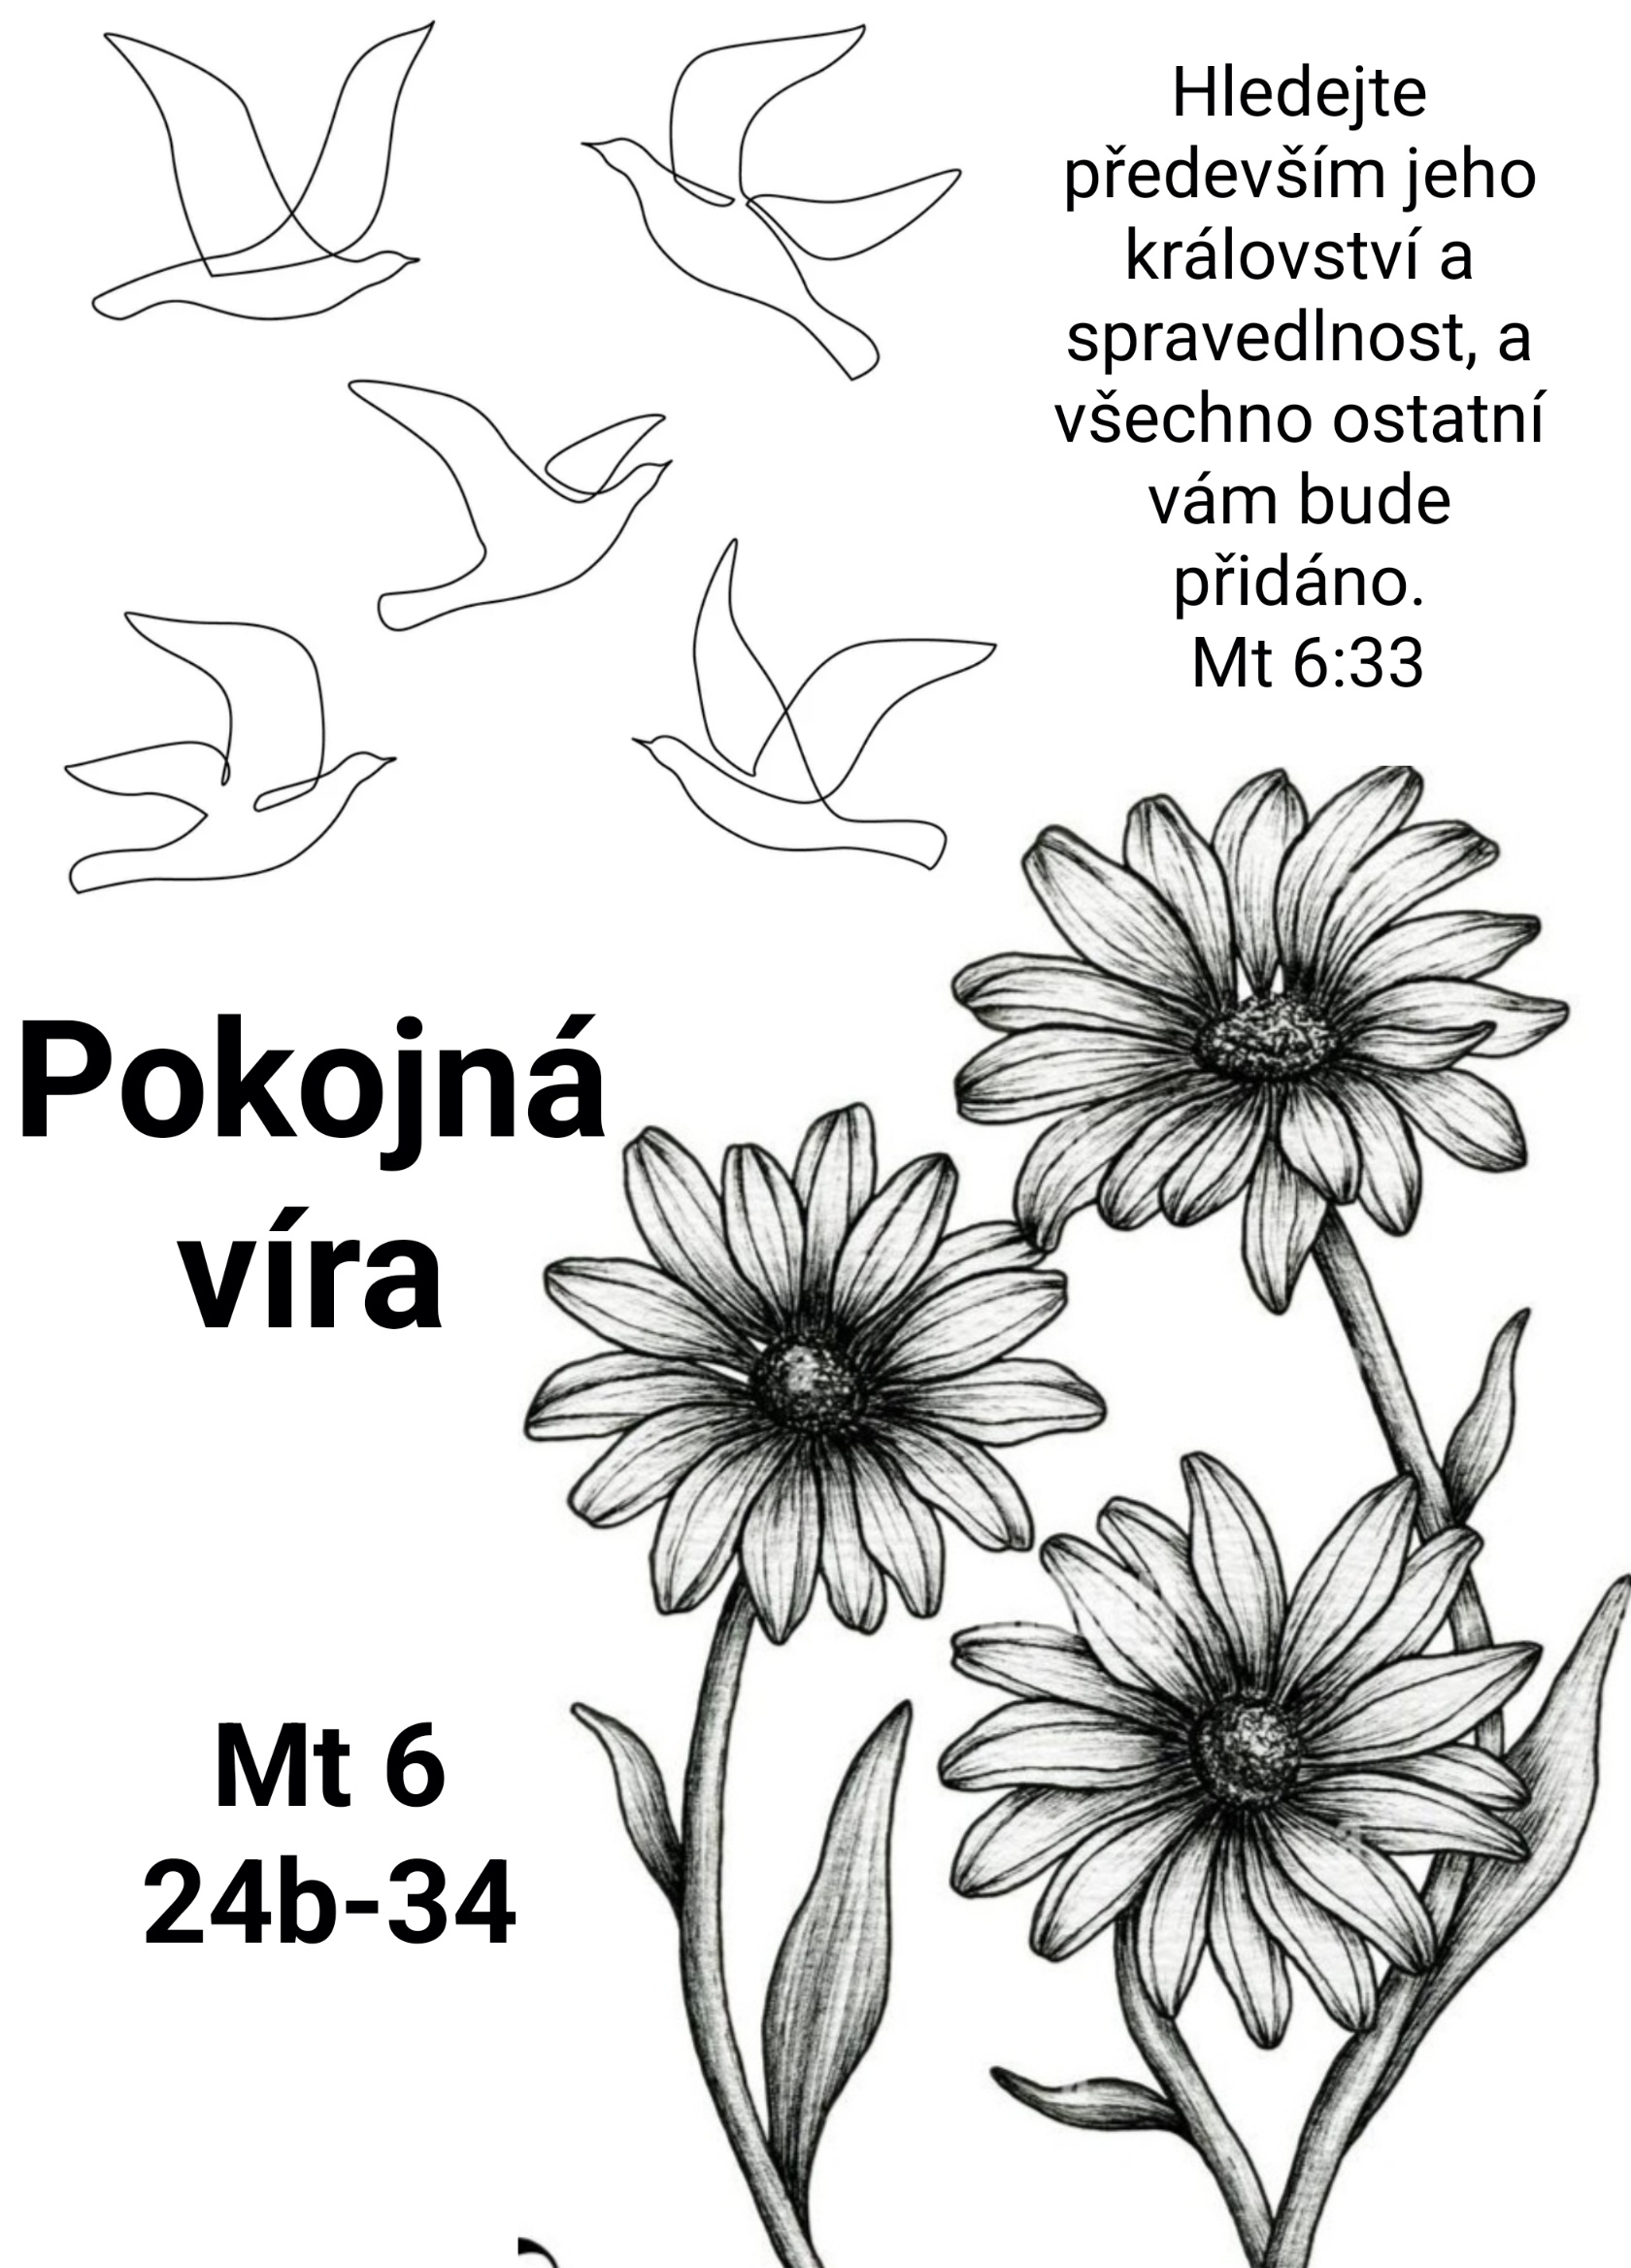 Hledejte
především jeho
království a
spravedlnost, a
všechno ostatní
vám bude
přidáno.
Mt 6:33
Pokojná
víra
Mt 6
24b-34